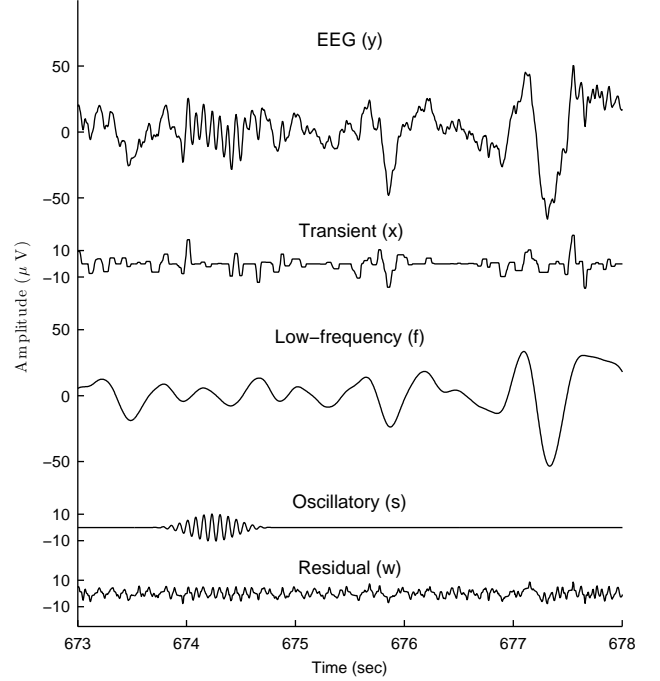 EEG (y)
50
0
−50
Transient (x)
10
−10
Amplitude (μ V)
Low−frequency (f)
50
0
−50
Oscillatory (s)
10
−10
Residual (w)
10
−10
673 674 675 676 677 678
Time (sec)